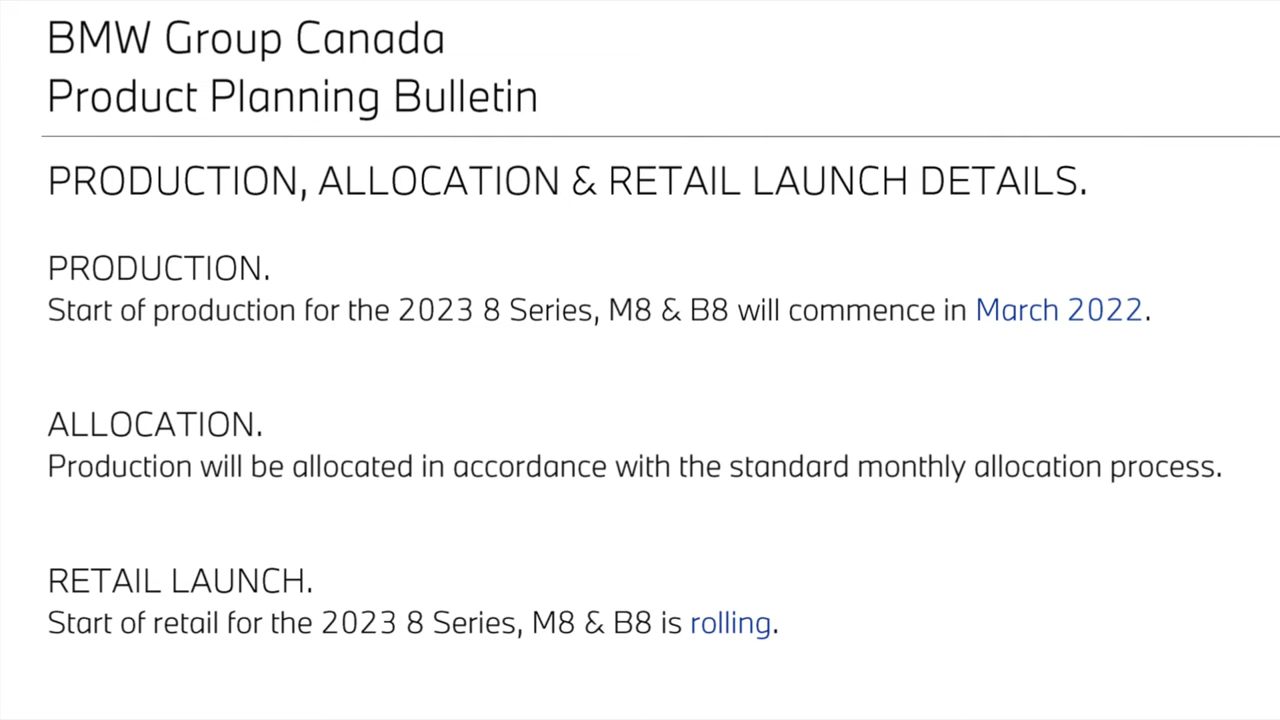 BMW Group Canada
Product Planning Bulletin
PRODUCTION, ALLOCATION & RETAIL LAUNCH DETAILS.
PRODUCTION.
Start of production for the 2023 8 Series, M8 & B8 will commence in March 2022.
ALLOCATION.
Production will be allocated in accordance with the standard monthly allocation process.
RETAIL LAUNCH.
Start of retail for the 2023 8 Series, M8 & B8 is rolling.